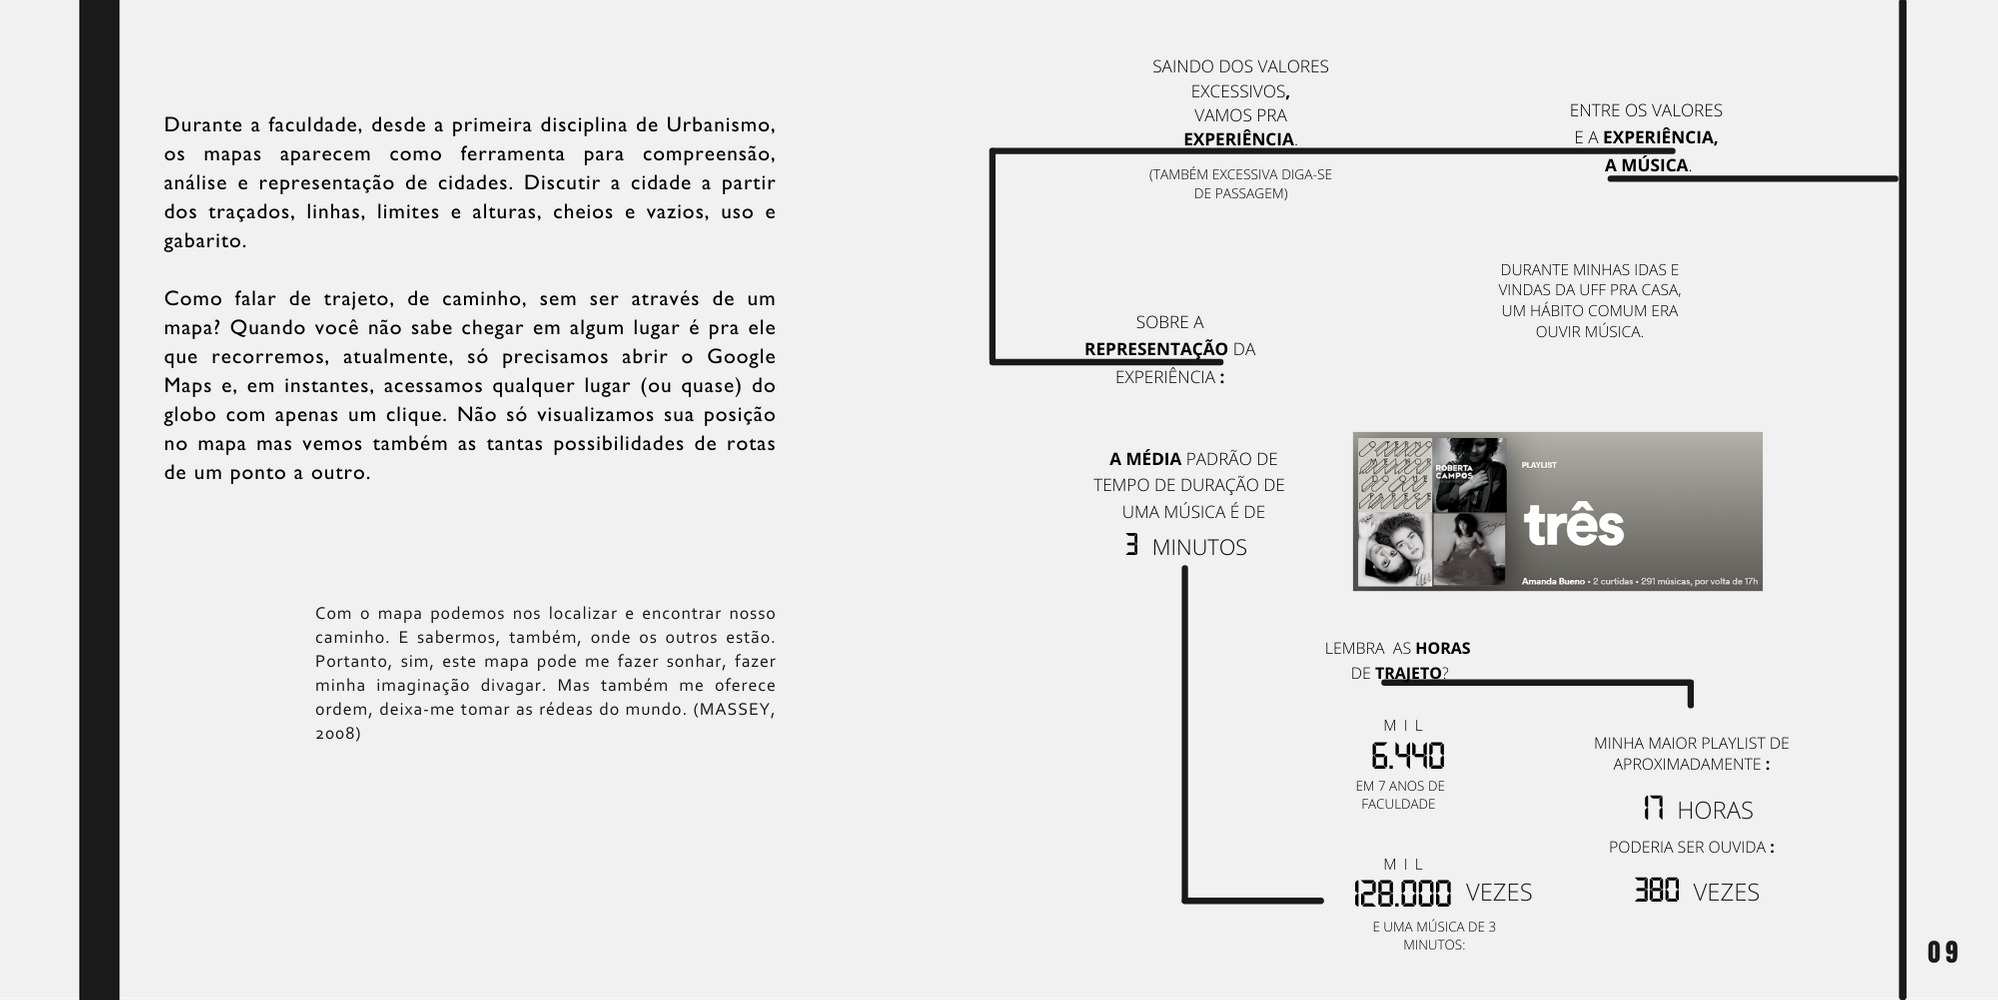 Durante a faculdade, desde a primeira disciplina de Urbanismo,
os mapas aparecem como ferramenta para compreensão,
análise e representação de cidades. Discutir a cidade a partir
dos traçados, linhas, limites e alturas, cheios e vazios, uso e
gabarito.
Como falar de trajeto, de caminho, sem ser através de um
mapa? Quando você não sabe chegar em algum lugar é pra ele
que recorremos, atualmente, só precisamos abrir o Google
Maps e, em instantes, acessamos qualquer lugar (ou quase) do
globo com apenas um clique. Não só visualizamos sua posição
no mapa mas vemos também as tantas possibilidades de rotas
de um ponto a outro.
Com o mapa podemos nos localizar e encontrar nosso
caminho. E sabermos, também, onde os outros estão.
Portanto, sim, este mapa pode me fazer sonhar, fazer
minha imaginação divagar. Mas também me oferece
ordem, deixa-me tomar as rédeas do mundo. (MASSEY,
2008)
SAINDO DOS VALORES
EXCESSIVOS,
VAMOS PRA
EXPERIÊNCIA.
(TAMBÉM EXCESSIVA DIGA-SE
DE PASSAGEM)
ENTRE OS VALORES
E A EXPERIÊNCIA,
A MÚSICA.
DURANTE MINHAS IDAS E
VINDAS DA UFF PRA CASA,
UM HÁBITO COMUM ERA
OUVIR MÚSICA.
SOBRE A
REPRESENTAÇÃO DA
EXPERIÊNCIA :
A MÉDIA PADRÃO DE
TEMPO DE DURAÇÃO DE
UMA MÚSICA É DE
3 MINUTOS
O TERNO
MELHOR
DO QUE
PARECE
ROBERTA
CAMPOS
PLAYLIST
três
Amanda Bueno • 2 curtidas • 291 músicas, por volta de 17h
LEMBRA AS HORAS
DE TRAJETO?
MIL
6.440
EM 7 ANOS DE
FACULDADE
MIL
128.000 VEZES
E UMA MÚSICA DE 3
MINUTOS:
MINHA MAIOR PLAYLIST DE
APROXIMADAMENTE :
17 HORAS
PODERIA SER OUVIDA :
380 VEZES
09